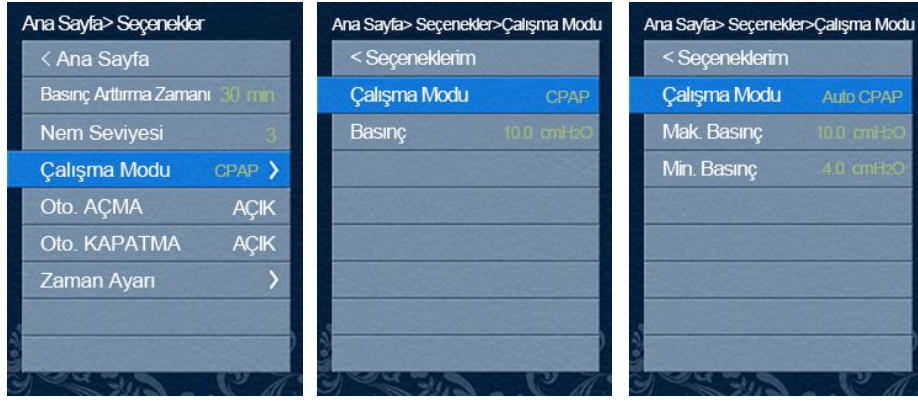 Ana Sayfa> Seçenekler
< Ana Sayfa
Basınç Arttırma Zamanı 30 min
Nem Seviyesi 3
Çalışma Modu CPAP >
Oto. AÇMA AÇIK
Oto. KAPATMA AÇIK
Zaman Ayarı >
Ana Sayfa> Seçenekler>Çalışma Modu
< Seçeneklerim
Çalışma Modu CPAP
Basınç 10.0 cmH2O
Ana Sayfa> Seçenekler>Çalışma Modu
< Seçeneklerim
Çalışma Modu Auto CPAP
Mak. Basınç 10.0 cmH2O
Min. Basınç 4.0 cmH2O